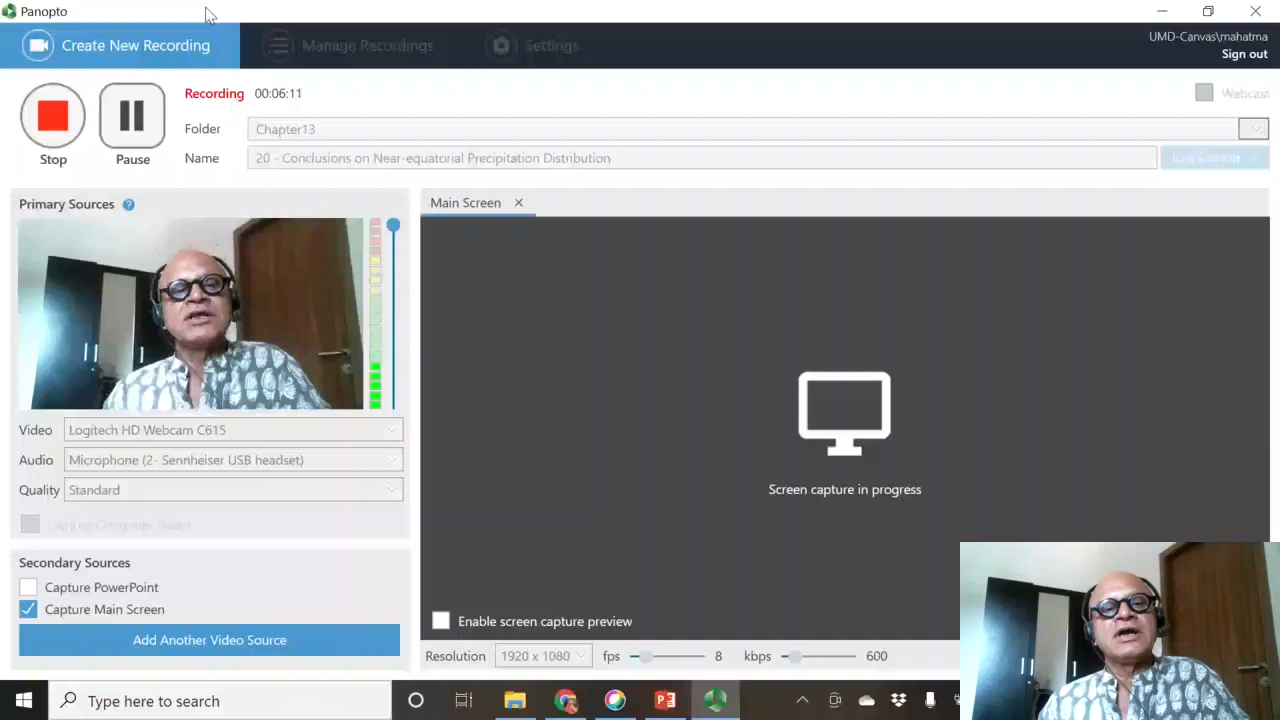 Panopto
Create New Recording
Manage Recordings
Settings
UMD-Canvas\mahatma
Sign out
Recording 00:06:11
Webcast
Folder Chapter13
Name 20 - Conclusions on Near-equatorial Precipitation Distribution
Stop Pause
Primary Sources ?
Main Screen
Video Logitech HD Webcam C615
Audio Microphone (2- Sennheiser USB headset)
Quality Standard
Screen capture in progress
Secondary Sources
Capture PowerPoint
Capture Main Screen
Add Another Video Source
Enable screen capture preview
Resolution 1920 x 1080 fps 8 kbps 600
Type here to search